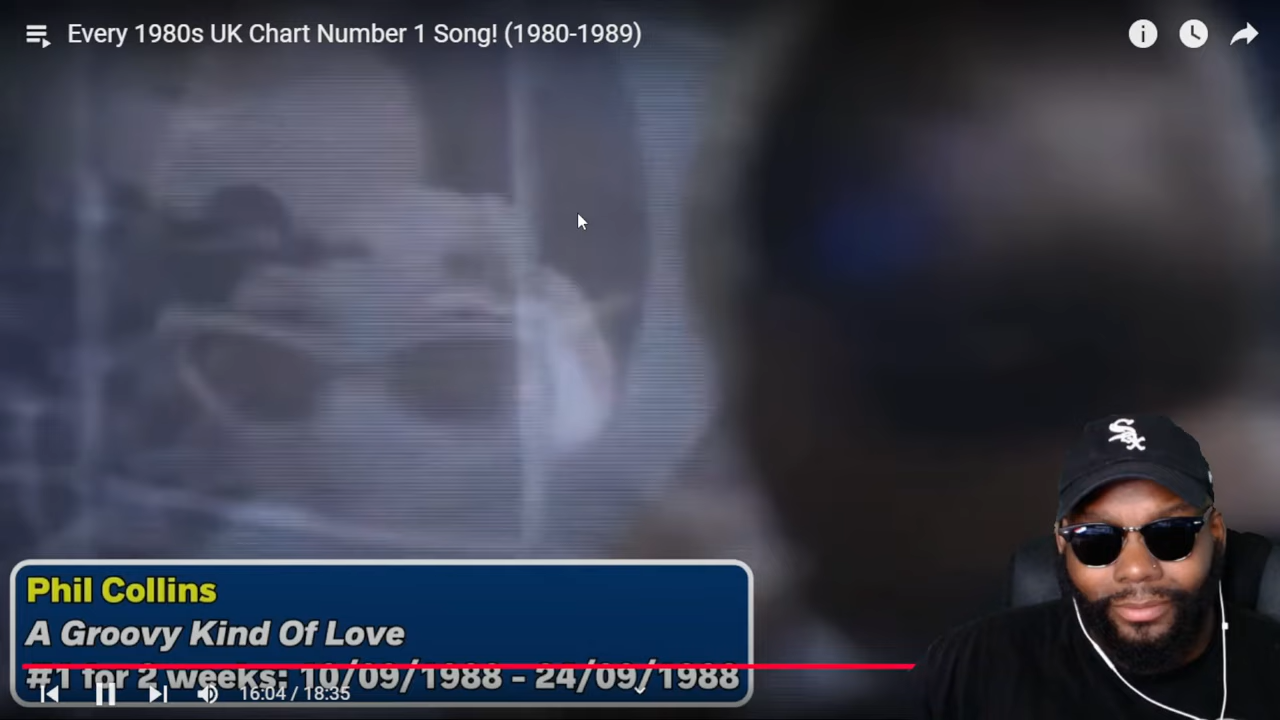 Every 1980s UK Chart Number 1 Song! (1980-1989)
Sox
Phil Collins
A Groovy Kind Of Love
#1 for 2 weeks: 10/09/1988 - 24/09/1988
16:04 / 18:35